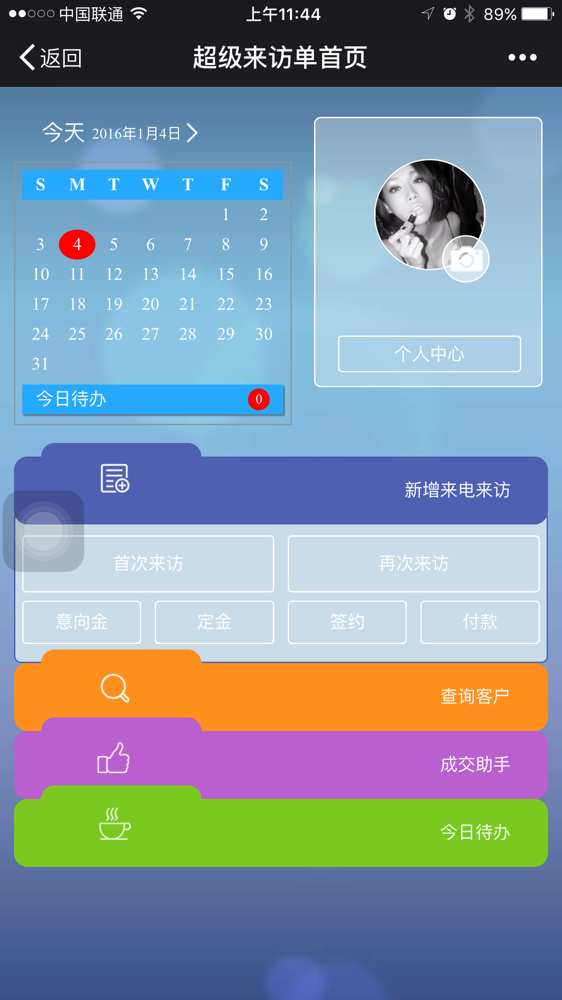 中国联通 上午11:44 89%
返回 超级来访单首页
今天 2016年1月4日
S M T W T F S
1 2
3 4 5 6 7 8 9
10 11 12 13 14 15 16
17 18 19 20 21 22 23
24 25 26 27 28 29 30
31
今日待办 0
个人中心
新增来电来访
首次来访 再次来访
意向金 定金 签约 付款
查询客户
成交助手
今日待办